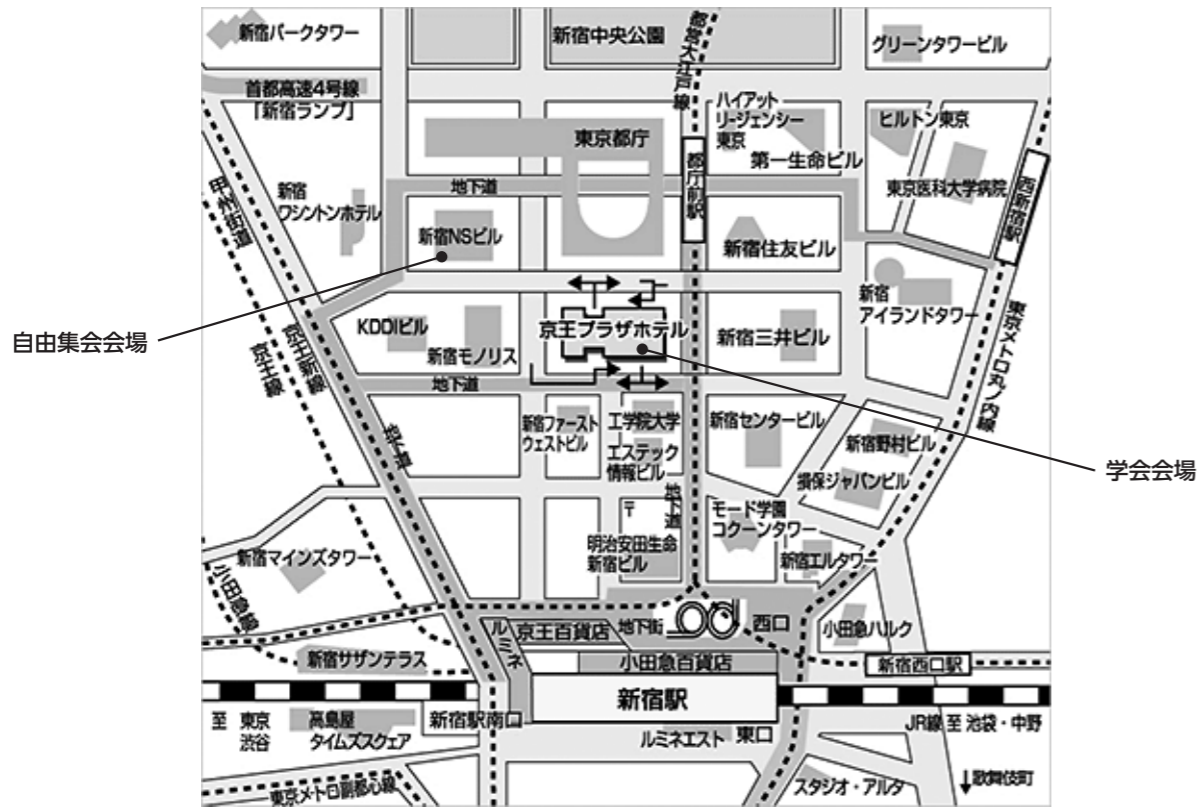 新宿パークタワー
新宿中央公園
都営大江戸線
グリーンタワービル
首都高速4号線
「新宿ランプ」
東京都庁
ハイアット
リージェンシー
東京
第一生命ビル
ヒルトン東京
都庁前駅
東京医科大学病院
西新宿駅
甲州街道
新宿
ワシントンホテル
地下道
新宿NSビル
新宿住友ビル
新宿
アイランドタワー
自由集会会場
京王新線
京王線
KDDIビル
新宿モノリス
京王プラザホテル
新宿三井ビル
東京メトロ丸ノ内線
地下道
地下道
新宿ファースト
ウェストビル
工学院大学
エステック
情報ビル
新宿センタービル
新宿野村ビル
損保ジャパンビル
学会会場
地下道
〒
モード学園
コクーンタワー
明治安田生命
新宿ビル
新宿エルタワー
新宿マインズタワー
小田急線
ルミネ
京王百貨店
地下街
西口
小田急ハルク
新宿サザンテラス
小田急百貨店
新宿西口駅
新宿駅
至 東京
渋谷
高島屋
タイムズスクェア
新宿駅南口
ルミネエスト
東口
JR線 至 池袋・中野
東京メトロ副都心線
スタジオ・アルタ
↓歌舞伎町